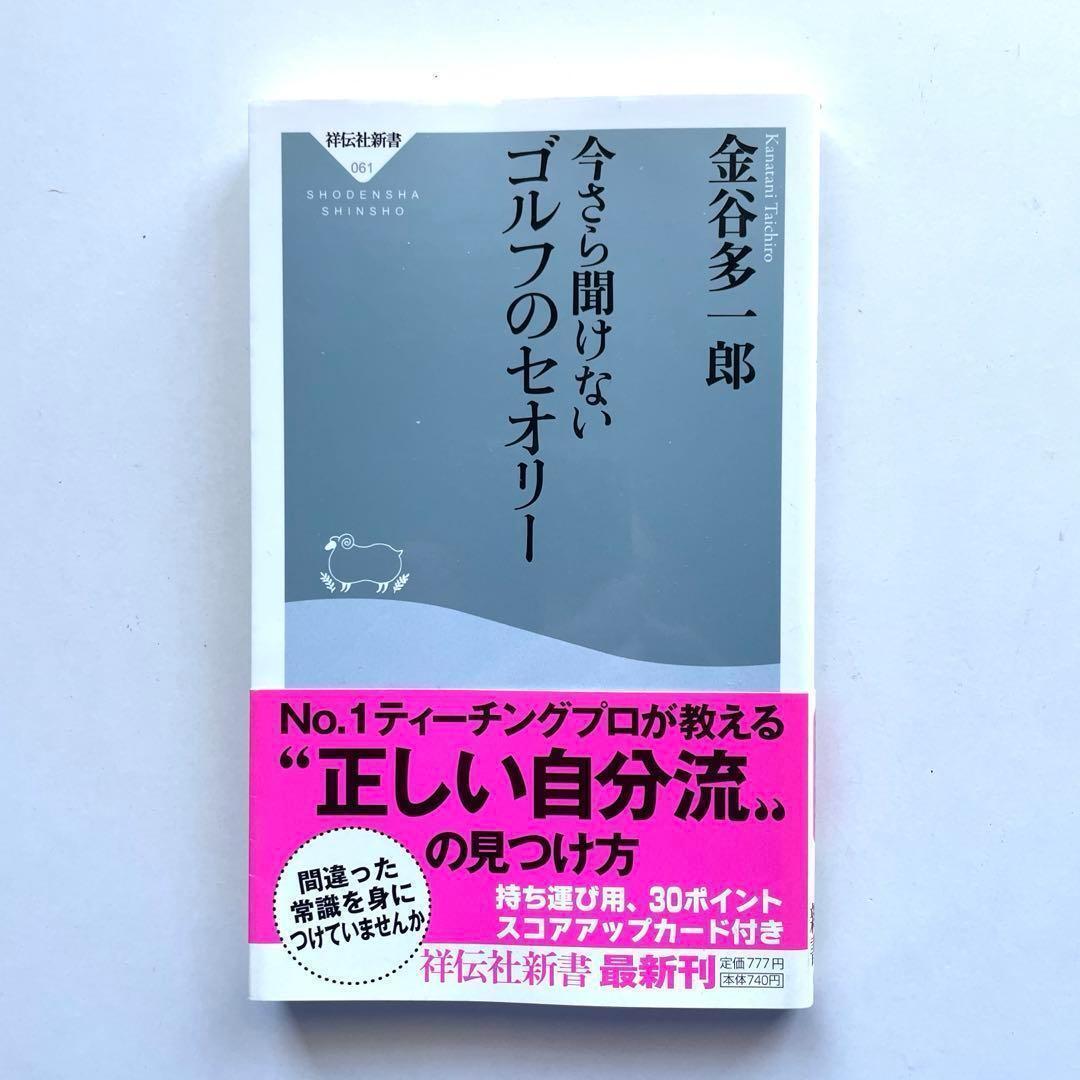 祥伝社新書
061
SHODENSHA
SHINSHO
金谷多一郎
Kanatani Taichiro
今さら聞けない
ゴルフのセオリー
No.1ティーチングプロが教える
“正しい自分流”
の見つけ方
間違った
常識を身に
つけていませんか
持ち運び用、30ポイント
スコアアップカード付き
祥伝社新書 最新刊
定価777円
本体740円